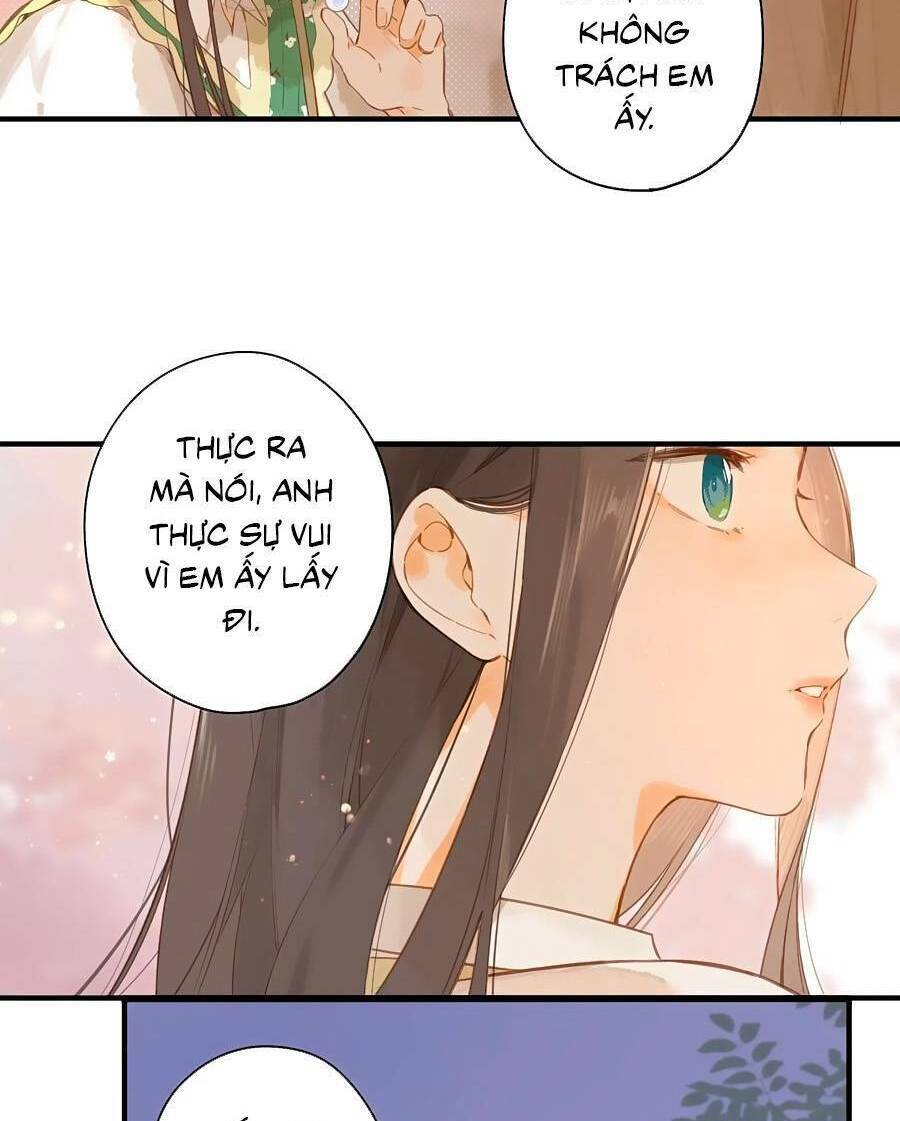 KHÔNG
TRÁCH EM
ẤY.
THỰC RA
MÀ NÓI, ANH
THỰC SỰ VUI
VÌ EM ẤY LẤY
ĐI.